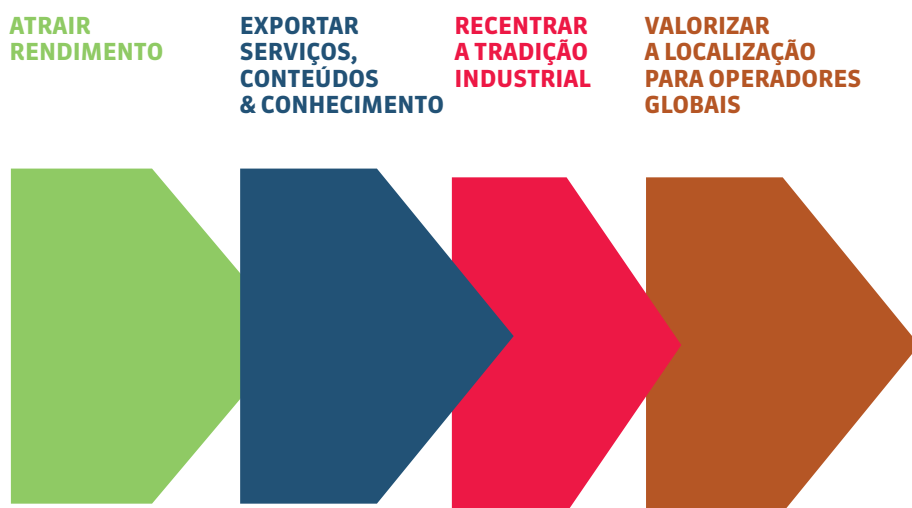 ATRAIR
RENDIMENTO
EXPORTAR
SERVIÇOS,
CONTEÚDOS
& CONHECIMENTO
RECENTRAR
A TRADIÇÃO
INDUSTRIAL
VALORIZAR
A LOCALIZAÇÃO
PARA OPERADORES
GLOBAIS